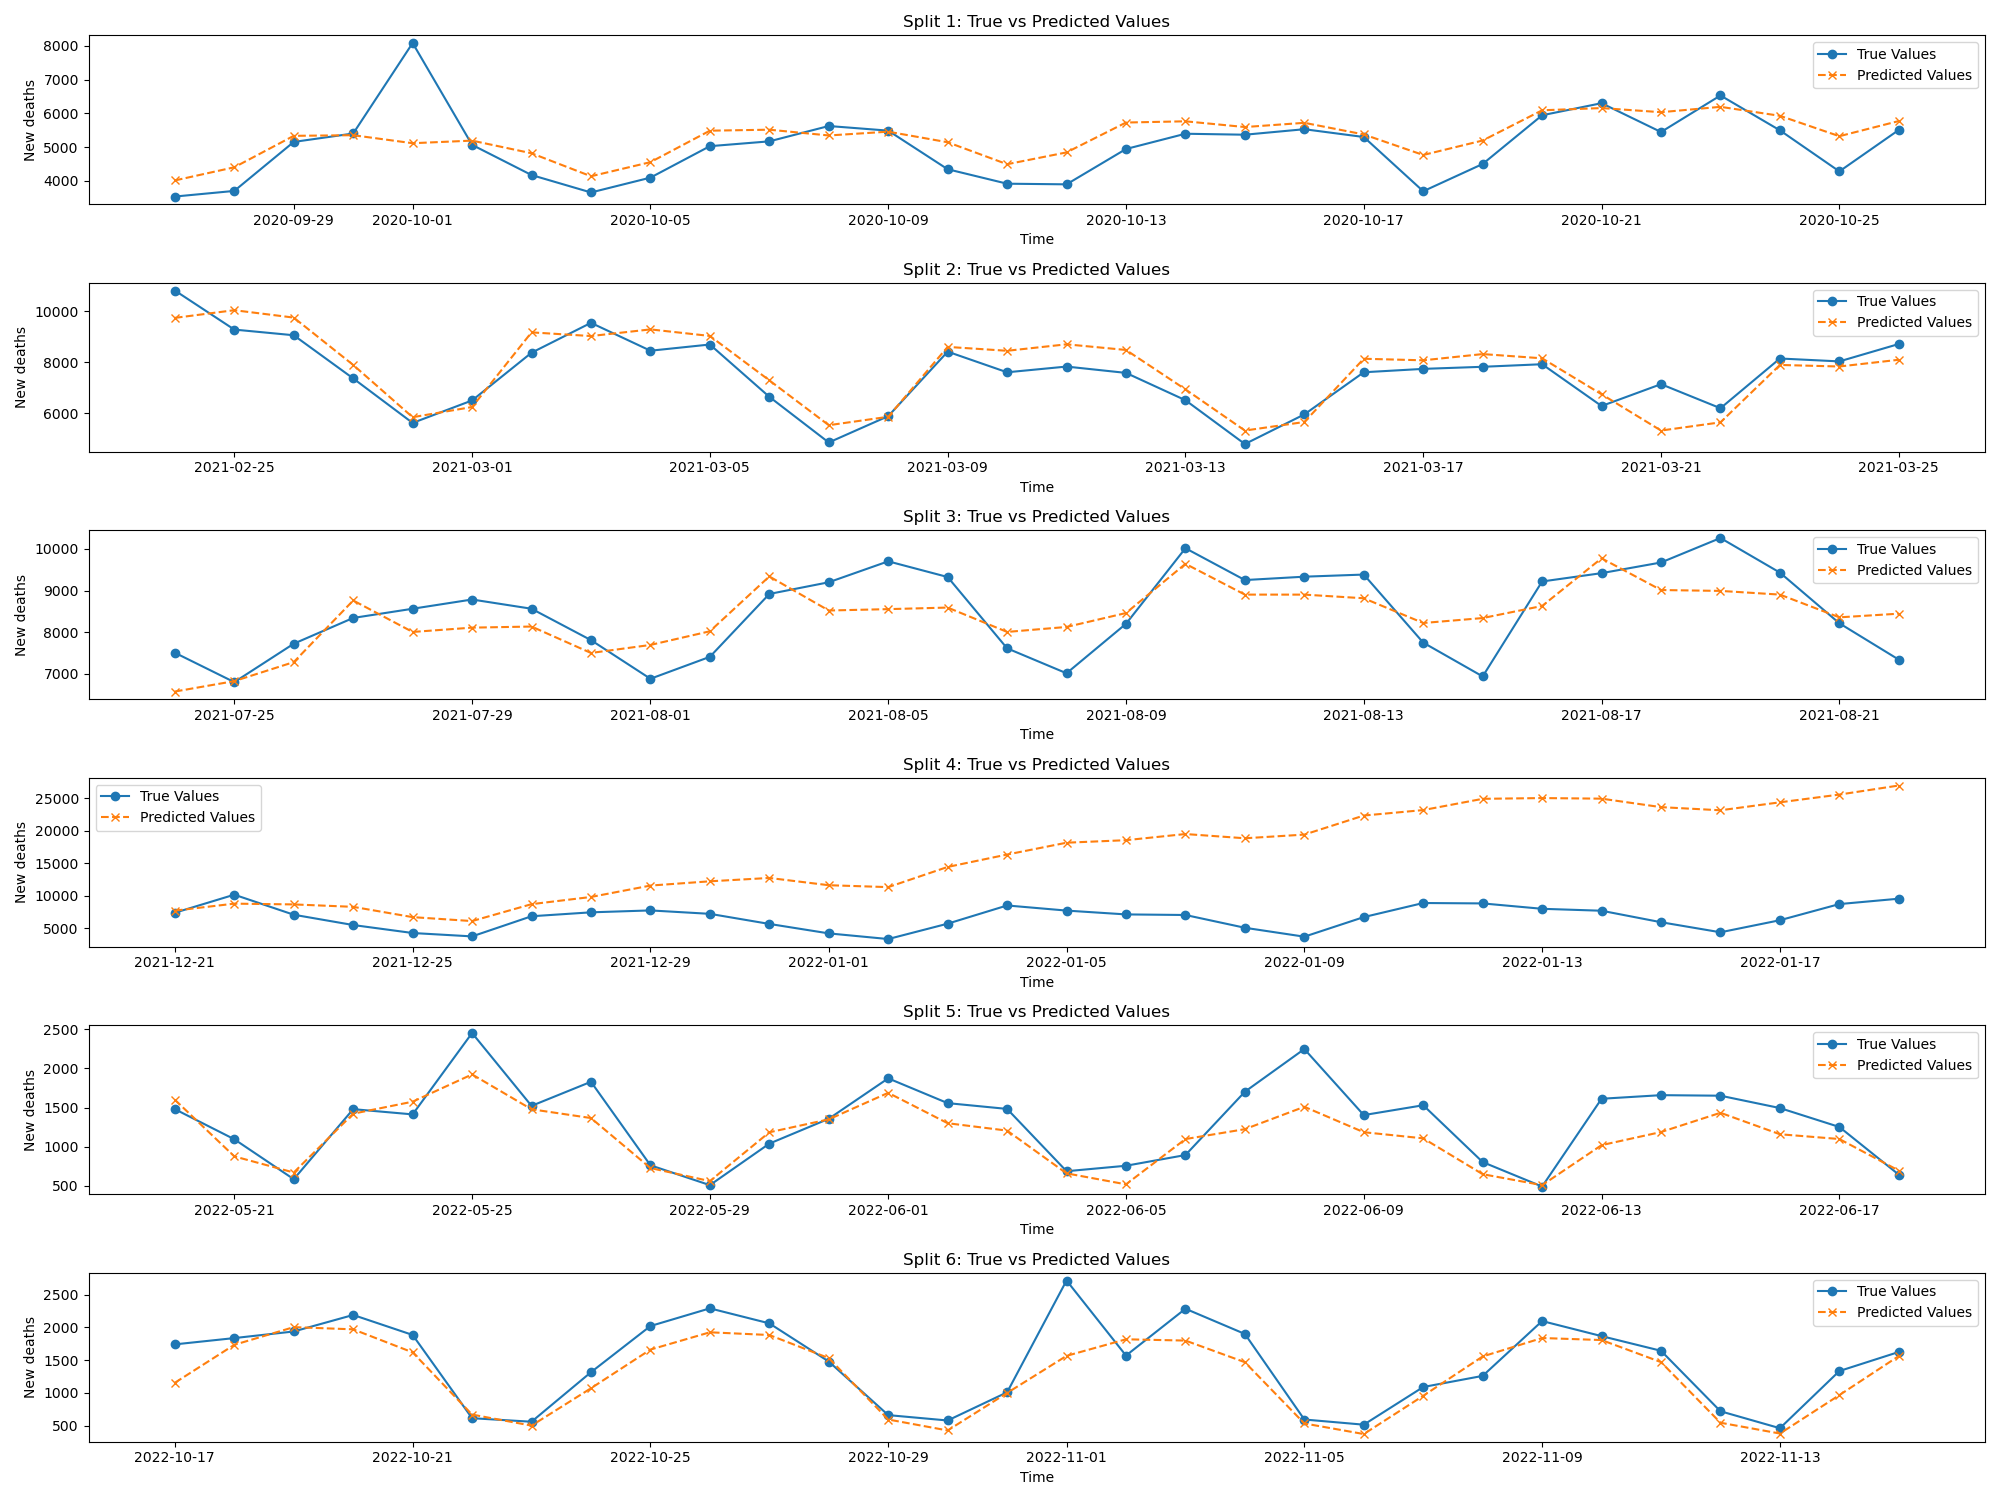 Split 1: True vs Predicted Values
New deaths
8000
7000
6000
5000
4000
True Values
Predicted Values
2020-09-29 2020-10-01 2020-10-05 2020-10-09 2020-10-13 2020-10-17 2020-10-21 2020-10-25
Time
Split 2: True vs Predicted Values
New deaths
10000
8000
6000
True Values
Predicted Values
2021-02-25 2021-03-01 2021-03-05 2021-03-09 2021-03-13 2021-03-17 2021-03-21 2021-03-25
Time
Split 3: True vs Predicted Values
New deaths
10000
9000
8000
7000
True Values
Predicted Values
2021-07-25 2021-07-29 2021-08-01 2021-08-05 2021-08-09 2021-08-13 2021-08-17 2021-08-21
Time
Split 4: True vs Predicted Values
New deaths
25000
20000
15000
10000
5000
True Values
Predicted Values
2021-12-21 2021-12-25 2021-12-29 2022-01-01 2022-01-05 2022-01-09 2022-01-13 2022-01-17
Time
Split 5: True vs Predicted Values
New deaths
2500
2000
1500
1000
500
True Values
Predicted Values
2022-05-21 2022-05-25 2022-05-29 2022-06-01 2022-06-05 2022-06-09 2022-06-13 2022-06-17
Time
Split 6: True vs Predicted Values
New deaths
2500
2000
1500
1000
500
True Values
Predicted Values
2022-10-17 2022-10-21 2022-10-25 2022-10-29 2022-11-01 2022-11-05 2022-11-09 2022-11-13
Time